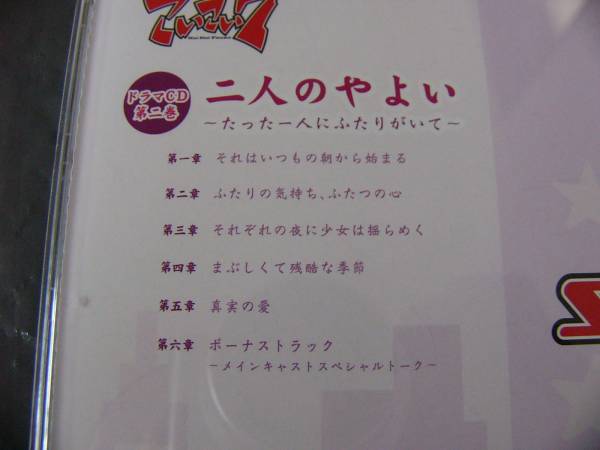 こいこい7
ドラマCD
第二巻
二人のやよい
～たった一人にふたりがいて～
第一章 それはいつもの朝から始まる
第二章 ふたりの気持ち、ふたつの心
第三章 それぞれの夜に少女は揺らめく
第四章 まぶしくて残酷な季節
第五章 真実の愛
第六章 ボーナストラック
～メインキャストスペシャルトーク～